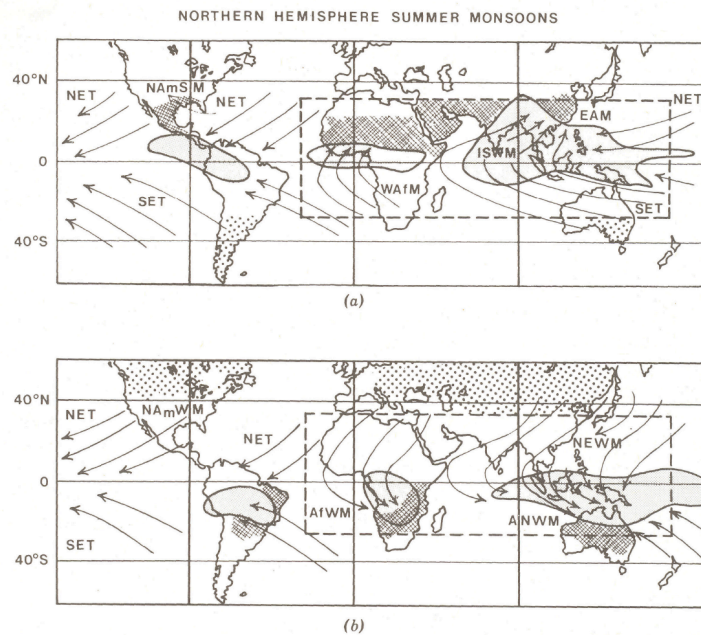 NORTHERN HEMISPHERE SUMMER MONSOONS
40°N
NET
NAmSM
NET
EAM
NET
ISWM
0
WAfM
SET
SET
40°S
(a)
40°N
NET
NAmWM
NET
NEWM
0
AfWM
ANWM
SET
40°S
(b)